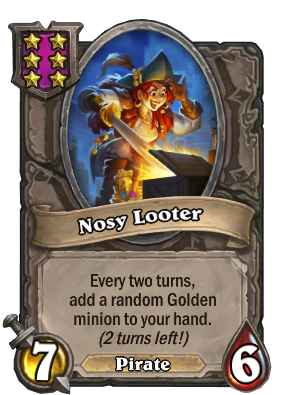 Nosy Looter
Every two turns,
add a random Golden
minion to your hand.
(2 turns left!)
7
Pirate
6